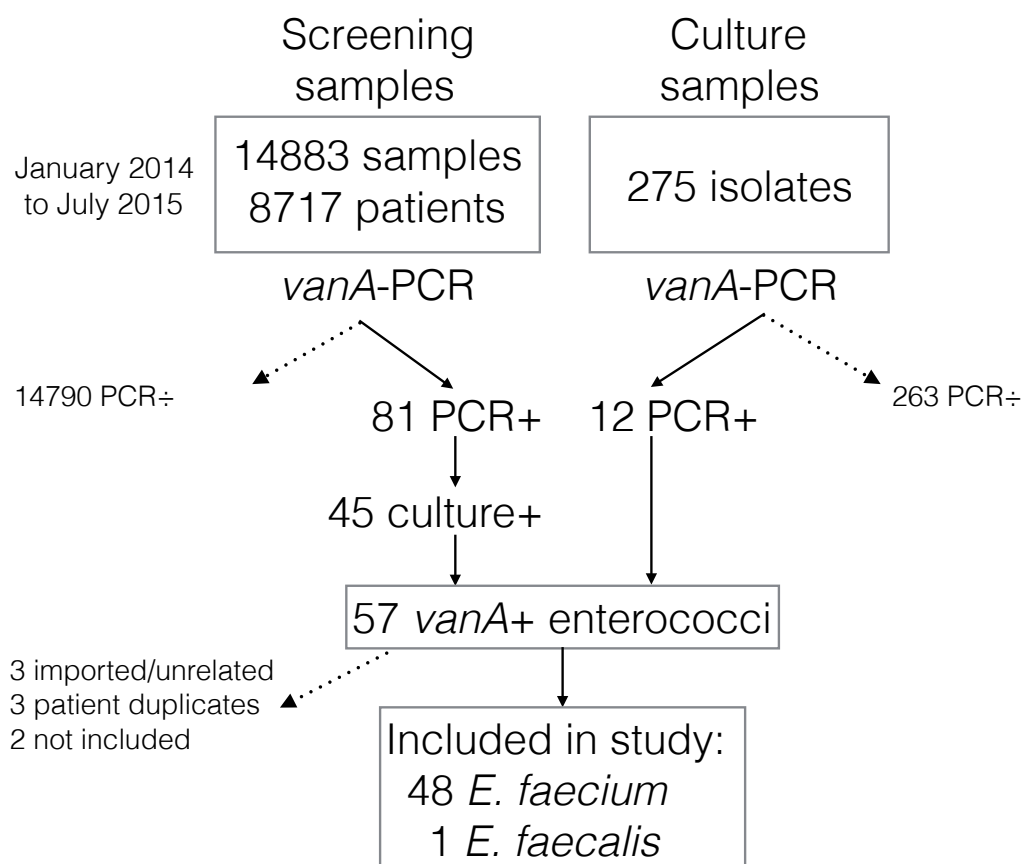 Screening
samples
Culture
samples
January 2014
to July 2015
14883 samples
8717 patients
275 isolates
vanA-PCR
vanA-PCR
14790 PCR÷
81 PCR+
12 PCR+
263 PCR÷
45 culture+
57 vanA+ enterococci
3 imported/unrelated
3 patient duplicates
2 not included
Included in study:
48 E. faecium
1 E. faecalis